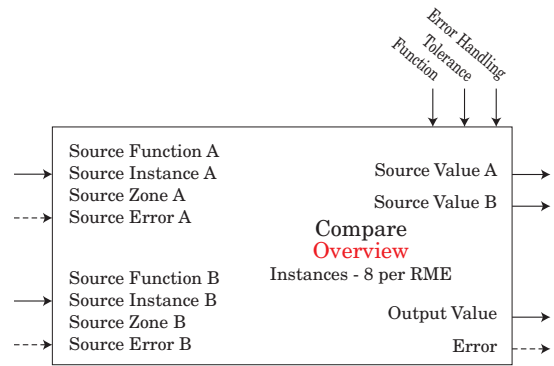 Function
Tolerance
Error Handling
Source Function A
Source Instance A
Source Zone A
Source Error A
Source Value A
Source Value B
Compare
Overview
Instances - 8 per RME
Source Function B
Source Instance B
Source Zone B
Source Error B
Output Value
Error